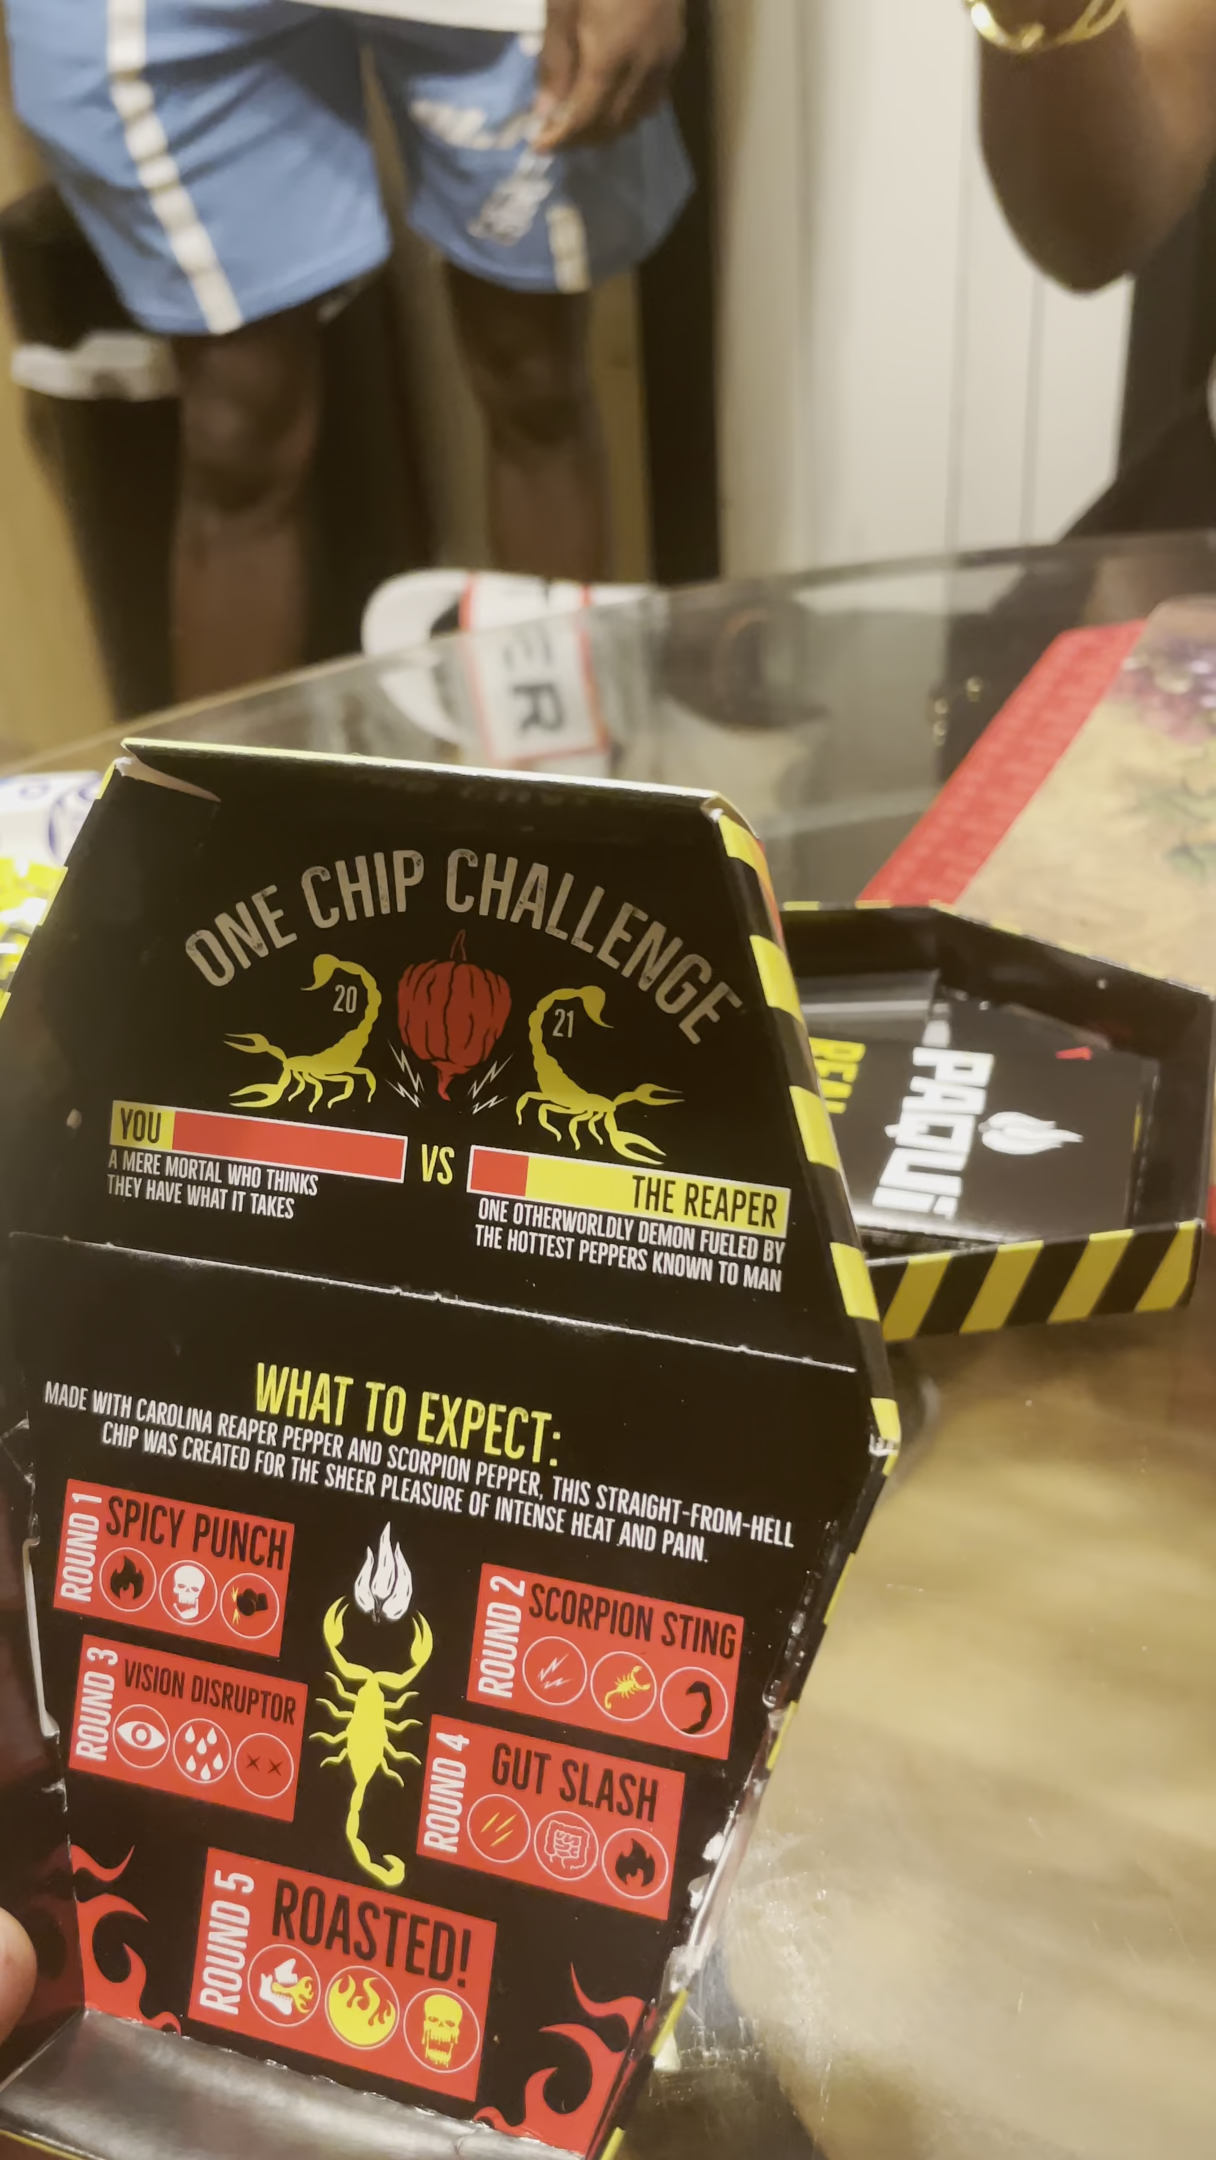 ER
ONE CHIP CHALLENGE
20
21
YOU
VS
THE REAPER
A MERE MORTAL WHO THINKS
THEY HAVE WHAT IT TAKES
ONE OTHERWORLDLY DEMON FUELED BY
THE HOTTEST PEPPERS KNOWN TO MAN
PAQUI
WHAT TO EXPECT:
MADE WITH CAROLINA REAPER PEPPER AND SCORPION PEPPER, THIS STRAIGHT-FROM-HELL
CHIP WAS CREATED FOR THE SHEER PLEASURE OF INTENSE HEAT AND PAIN.
ROUND 1
SPICY PUNCH
ROUND 2
SCORPION STING
ROUND 3
VISION DISRUPTOR
ROUND 4
GUT SLASH
ROUND 5
ROASTED!